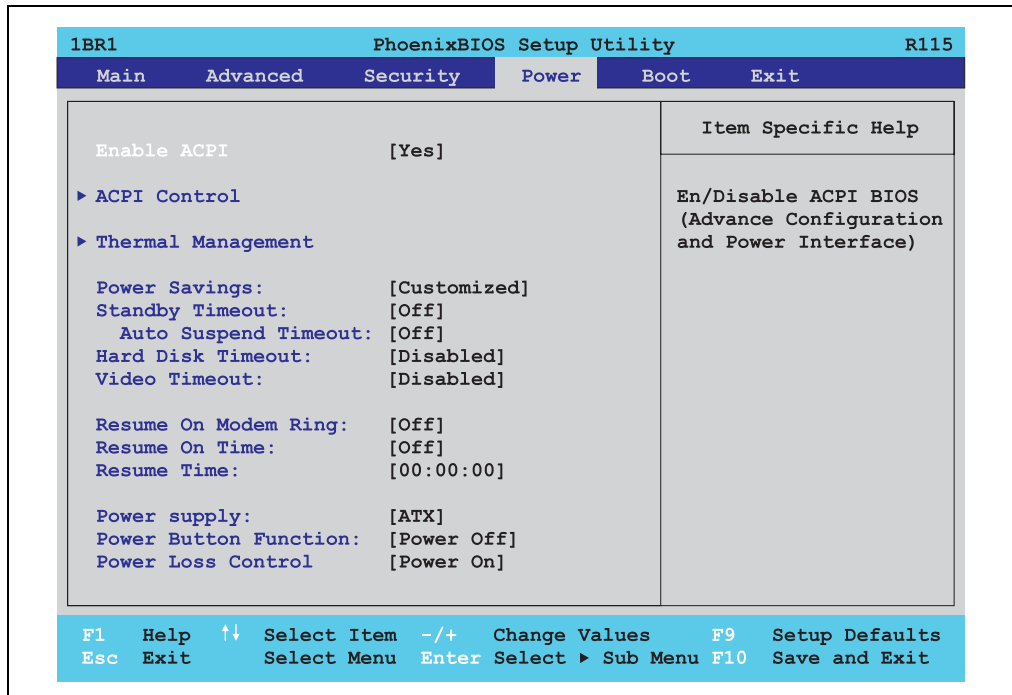 1BR1 PhoenixBIOS Setup Utility R115
Main Advanced Security Power Boot Exit
Item Specific Help
Enable ACPI [Yes]
▶ ACPI Control
▶ Thermal Management
En/Disable ACPI BIOS
(Advance Configuration
and Power Interface)
Power Savings: [Customized]
Standby Timeout: [Off]
Auto Suspend Timeout: [Off]
Hard Disk Timeout: [Disabled]
Video Timeout: [Disabled]
Resume On Modem Ring: [Off]
Resume On Time: [Off]
Resume Time: [00:00:00]
Power supply: [ATX]
Power Button Function: [Power Off]
Power Loss Control [Power On]
F1 Help ↑↓ Select Item -/+ Change Values F9 Setup Defaults
Esc Exit Select Menu Enter Select ▶ Sub Menu F10 Save and Exit